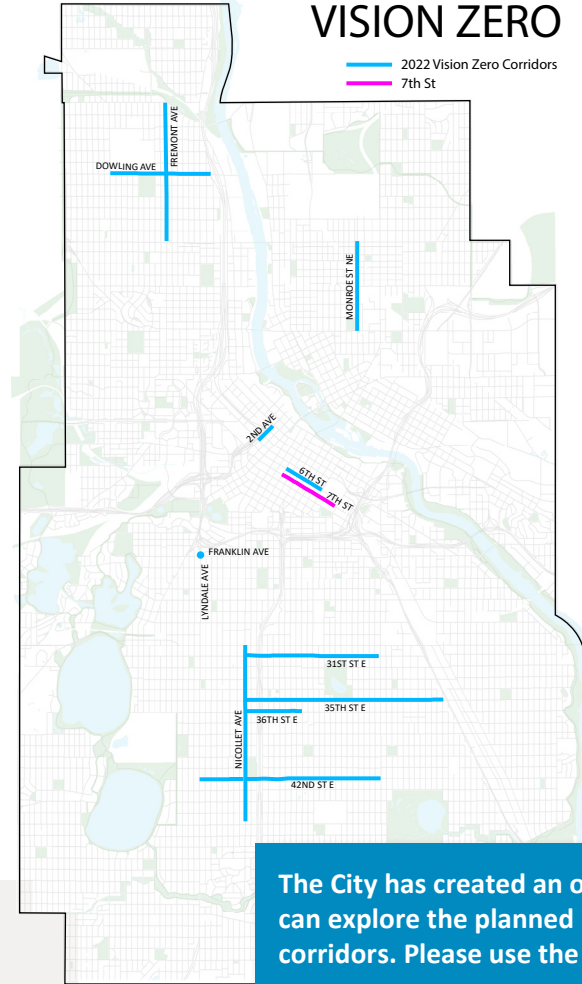 VISION ZERO
2022 Vision Zero Corridors
7th St
FREMONT AVE
DOWLING AVE
MONROE ST NE
2ND AVE
6TH ST
7TH ST
FRANKLIN AVE
LYNDALE AVE
31ST ST E
35TH ST E
36TH ST E
NICOLLET AVE
42ND ST E
The City has created an o
can explore the planned
corridors. Please use the